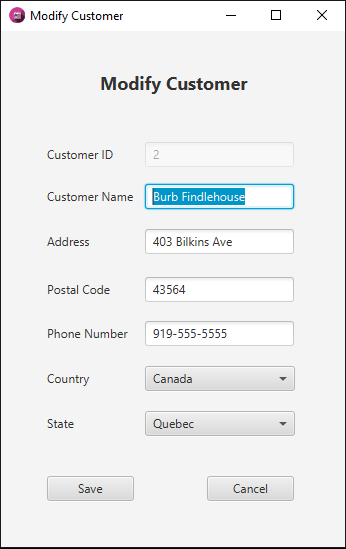 Modify Customer
Modify Customer
Customer ID 2
Customer Name Burb Findlehouse
Address 403 Bilkins Ave
Postal Code 43564
Phone Number 919-555-5555
Country Canada
State Quebec
Save Cancel